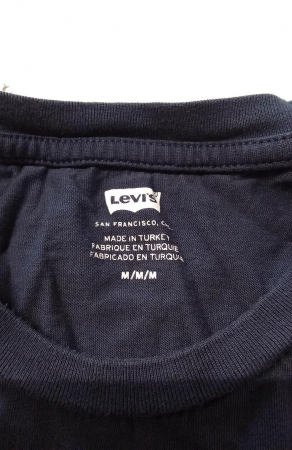 Levi's
SAN FRANCISCO, C
MADE IN TURKEY
FABRIQUE EN TURQUIE
FABRICADO EN TURQUIA
M/M/M